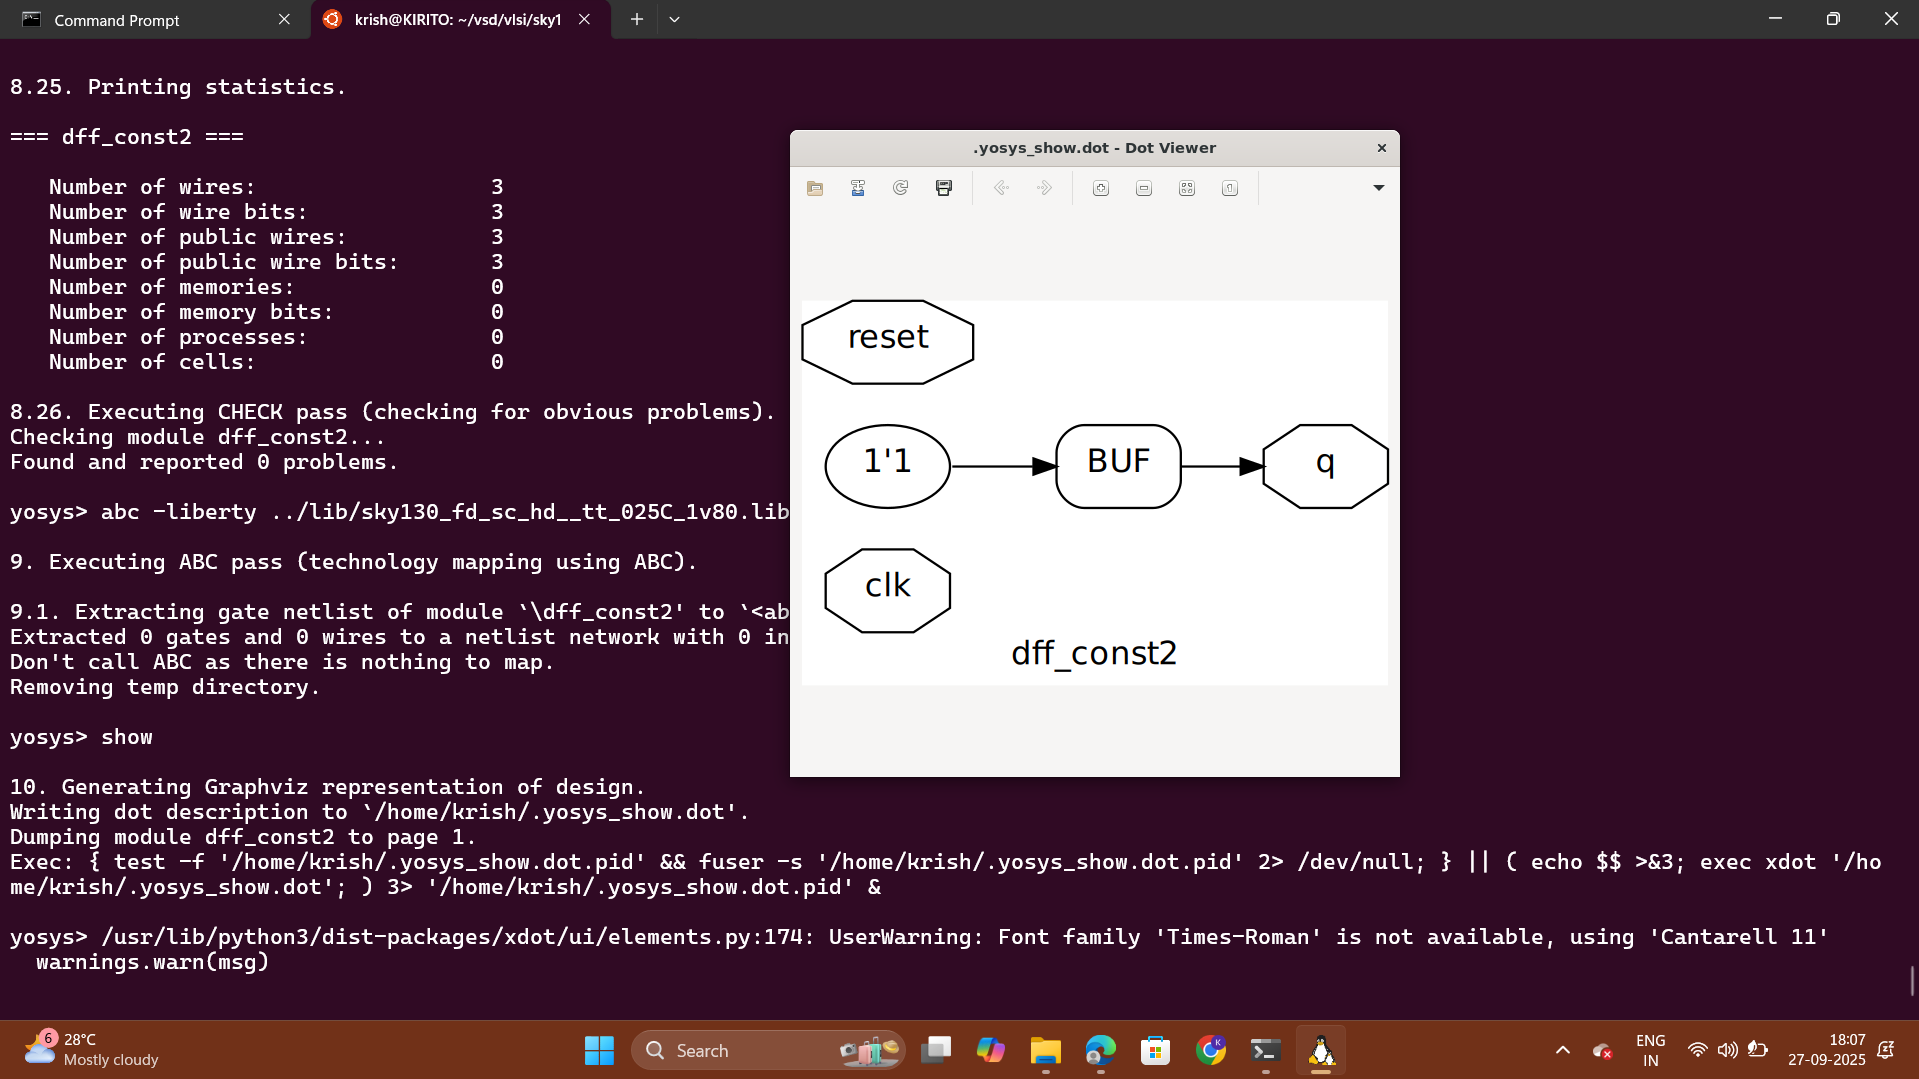 Command Prompt
krish@KIRITO: ~/vsd/vlsi/sky1
8.25. Printing statistics.
=== dff_const2 ===
Number of wires: 3
Number of wire bits: 3
Number of public wires: 3
Number of public wire bits: 3
Number of memories: 0
Number of memory bits: 0
Number of processes: 0
Number of cells: 0
8.26. Executing CHECK pass (checking for obvious problems).
Checking module dff_const2...
Found and reported 0 problems.
yosys> abc -liberty ../lib/sky130_fd_sc_hd__tt_025C_1v80.lib
9. Executing ABC pass (technology mapping using ABC).
9.1. Extracting gate netlist of module `\dff_const2' to `<ab
Extracted 0 gates and 0 wires to a netlist network with 0 in
Don't call ABC as there is nothing to map.
Removing temp directory.
yosys> show
10. Generating Graphviz representation of design.
Writing dot description to `/home/krish/.yosys_show.dot'.
Dumping module dff_const2 to page 1.
Exec: { test -f '/home/krish/.yosys_show.dot.pid' && fuser -s '/home/krish/.yosys_show.dot.pid' 2> /dev/null; } || ( echo $$ >&3; exec xdot '/ho
me/krish/.yosys_show.dot'; ) 3> '/home/krish/.yosys_show.dot.pid' &
yosys> /usr/lib/python3/dist-packages/xdot/ui/elements.py:174: UserWarning: Font family 'Times-Roman' is not available, using 'Cantarell 11'
warnings.warn(msg)
.yosys_show.dot - Dot Viewer
reset
1'1
BUF
q
clk
dff_const2
6
28°C
Mostly cloudy
Search
K
ENG
IN
18:07
27-09-2025